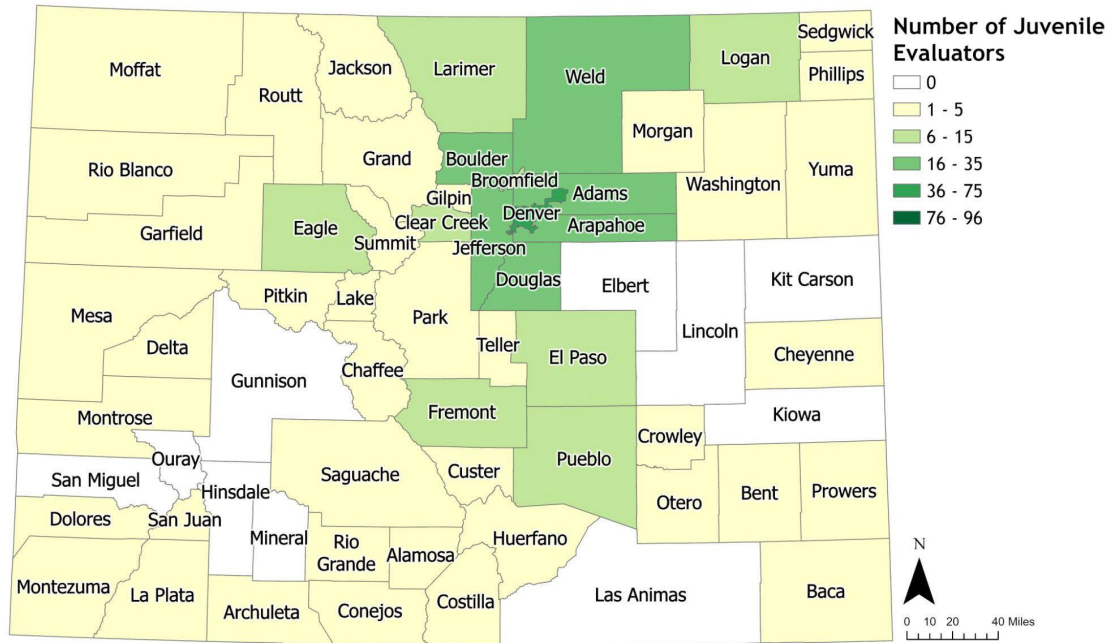 Number of Juvenile
Evaluators
0
1 - 5
6 - 15
16 - 35
36 - 75
76 - 96
Moffat
Routt
Jackson
Larimer
Weld
Logan
Sedgwick
Phillips
Morgan
Rio Blanco
Grand
Boulder
Broomfield
Adams
Washington
Yuma
Gilpin
Garfield
Eagle
Summit
Clear Creek
Denver
Arapahoe
Jefferson
Douglas
Elbert
Kit Carson
Mesa
Pitkin
Lake
Park
Lincoln
Delta
Gunnison
Chaffee
Teller
El Paso
Cheyenne
Montrose
Fremont
Kiowa
Ouray
Crowley
San Miguel
Hinsdale
Saguache
Custer
Pueblo
Otero
Bent
Prowers
Dolores
San Juan
Mineral
Rio
Grande
Alamosa
Huerfano
Montezuma
La Plata
Archuleta
Conejos
Costilla
Las Animas
Baca
N
0 10 20 40 Miles